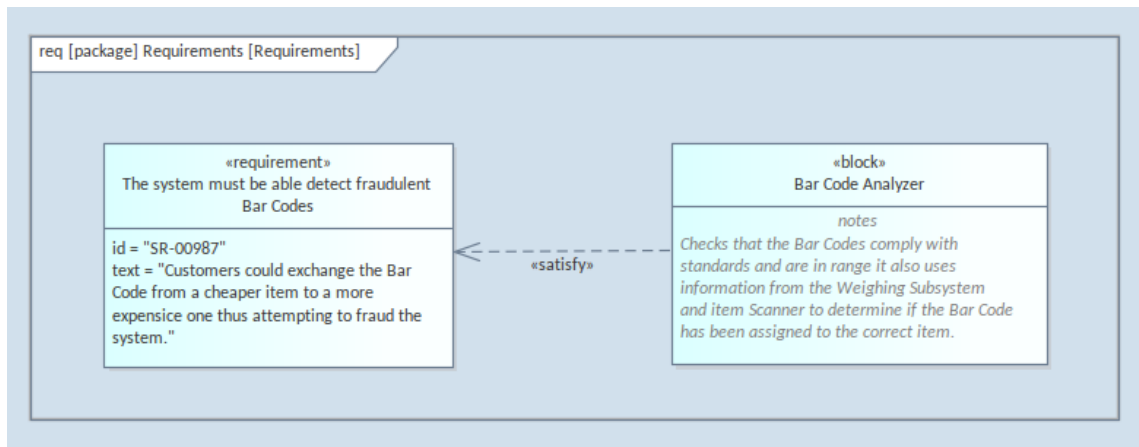 req [package] Requirements [Requirements]
«requirement»
The system must be able detect fraudulent
Bar Codes
id = "SR-00987"
text = "Customers could exchange the Bar
Code from a cheaper item to a more
expensice one thus attempting to fraud the
system."
«satisfy»
«block»
Bar Code Analyzer
notes
Checks that the Bar Codes comply with
standards and are in range it also uses
information from the Weighing Subsystem
and item Scanner to determine if the Bar Code
has been assigned to the correct item.